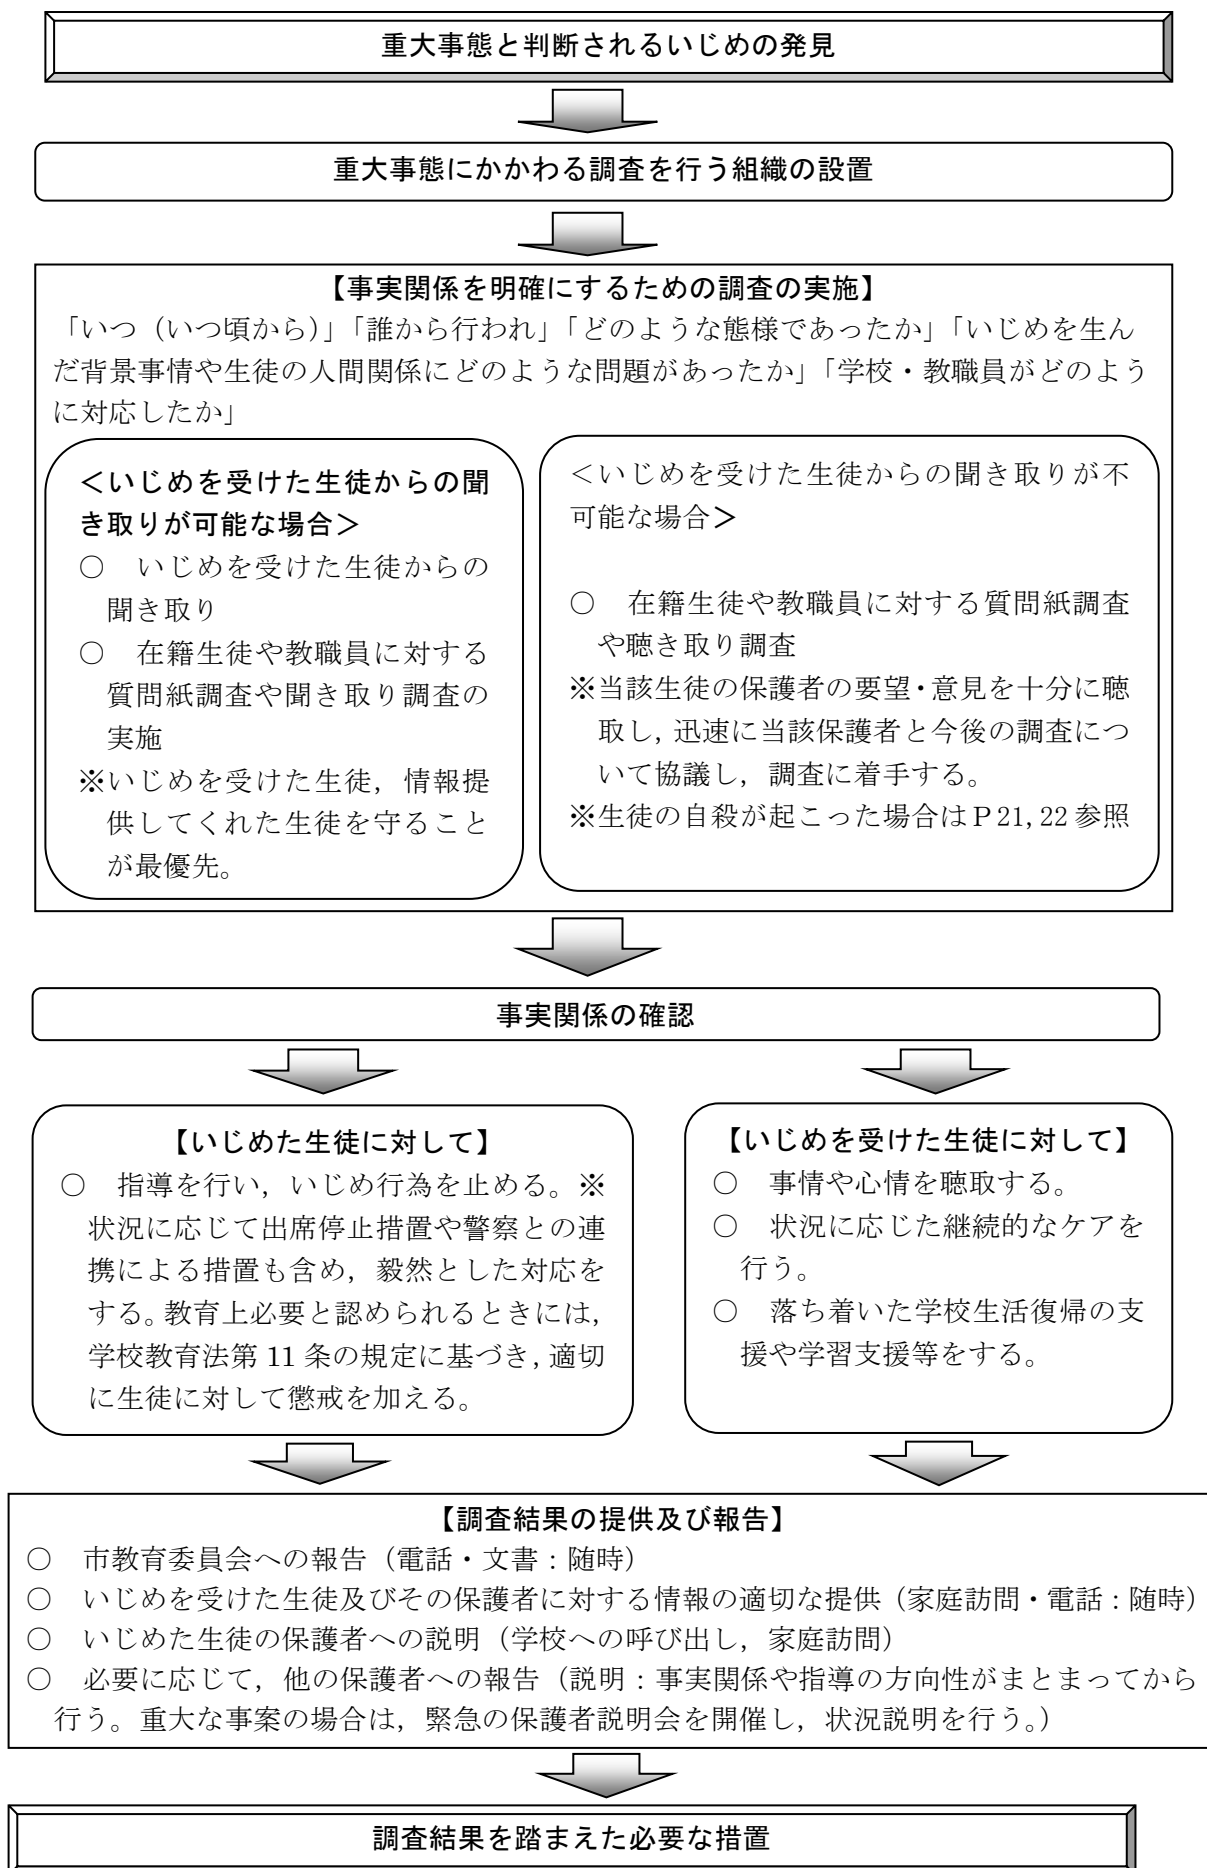 重大事態と判断されるいじめの発見
重大事態にかかわる調査を行う組織の設置
【事実関係を明確にするための調査の実施】
「いつ（いつ頃から）」「誰から行われ」「どのような態様であったか」「いじめを生ん
だ背景事情や生徒の人間関係にどのような問題があったか」「学校・教職員がどのよう
に対応したか」
＜いじめを受けた生徒からの聞
き取りが可能な場合＞
○　いじめを受けた生徒からの
聞き取り
○　在籍生徒や教職員に対する
質問紙調査や聞き取り調査の
実施
※いじめを受けた生徒，情報提
供してくれた生徒を守ること
が最優先。
＜いじめを受けた生徒からの聞き取りが不
可能な場合＞
○　在籍生徒や教職員に対する質問紙調査
や聴き取り調査
※当該生徒の保護者の要望・意見を十分に聴
取し，迅速に当該保護者と今後の調査につ
いて協議し，調査に着手する。
※生徒の自殺が起こった場合はＰ21，22 参照
事実関係の確認
【いじめた生徒に対して】
○　指導を行い，いじめ行為を止める。※
状況に応じて出席停止措置や警察との連
携による措置も含め，毅然とした対応を
する。教育上必要と認められるときには，
学校教育法第 11 条の規定に基づき，適切
に生徒に対して懲戒を加える。
【いじめを受けた生徒に対して】
○　事情や心情を聴取する。
○　状況に応じた継続的なケアを
行う。
○　落ち着いた学校生活復帰の支
援や学習支援等をする。
【調査結果の提供及び報告】
○　市教育委員会への報告（電話・文書：随時）
○　いじめを受けた生徒及びその保護者に対する情報の適切な提供（家庭訪問・電話：随時）
○　いじめた生徒の保護者への説明（学校への呼び出し，家庭訪問）
○　必要に応じて，他の保護者への報告（説明：事実関係や指導の方向性がまとまってから
行う。重大な事案の場合は，緊急の保護者説明会を開催し，状況説明を行う。）
調査結果を踏まえた必要な措置